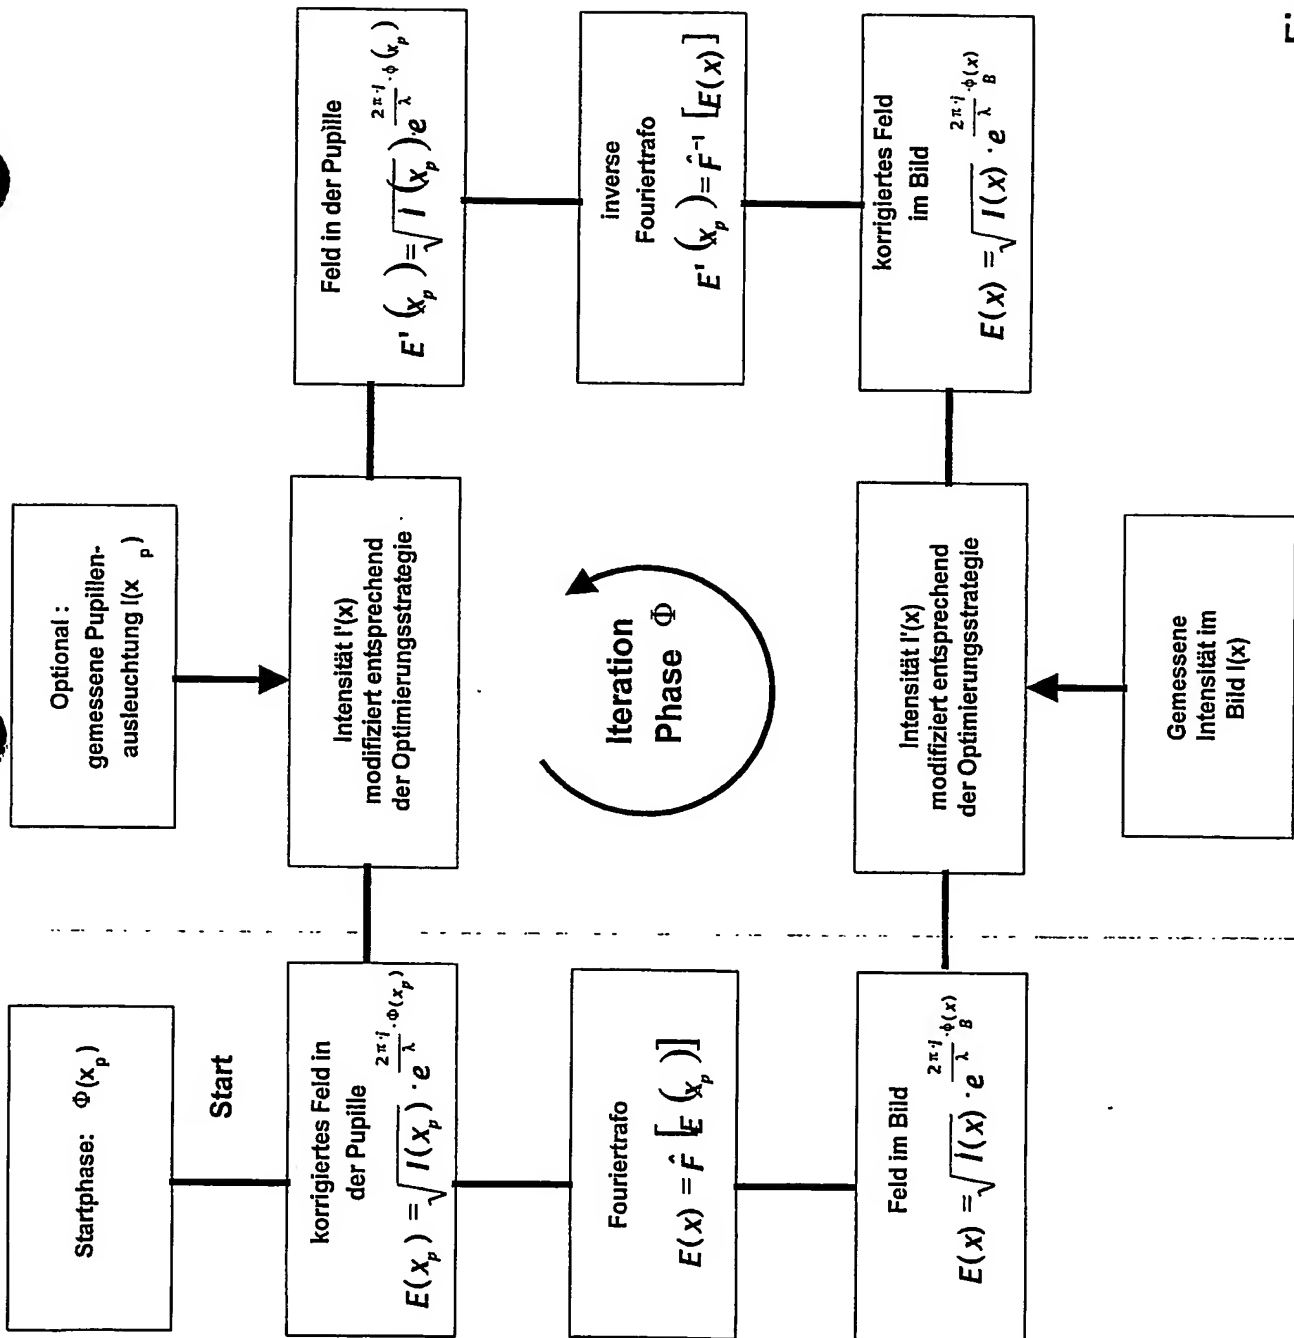 Startphase: Φ(x_p)
Start
korrigiertes Feld in
der Pupille
E(x_p) = √I(x_p) · e^(2π·i/λ · Φ(x_p))
Fouriertrafo
E(x) = F̂ [E(x_p)]
Feld im Bild
E(x) = √I(x) · e^(2π·i/λ · ϕ_B(x))
Optional :
gemessene Pupillen-
ausleuchtung I(x_p)
Intensität I'(x)
modifiziert entsprechend
der Optimierungsstrategie
Iteration
Phase Φ
Intensität I'(x)
modifiziert entsprechend
der Optimierungsstrategie
Gemessene
Intensität im
Bild I(x)
Feld in der Pupille
E'(x_p) = √I(x_p) · e^(2π·i/λ · ϕ(x_p))
inverse
Fouriertrafo
E'(x_p) = F̂⁻¹ [E(x)]
korrigiertes Feld
im Bild
E(x) = √I(x) · e^(2π·i/λ · ϕ_B(x))